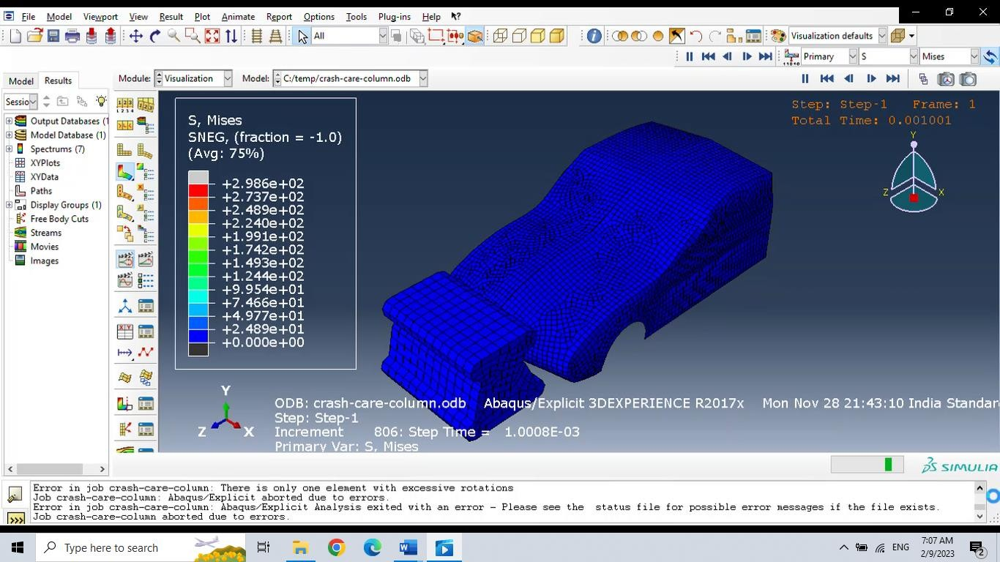 File Model Viewport View Result Plot Animate Report Options Tools Plug-ins Help
All
Visualization defaults
Primary S Mises
Model Results Module: Visualization Model: C:/temp/crash-care-column.odb
Sessio
Output Databases (1
Model Database (1)
Spectrums (7)
XYPlots
XYData
Paths
Display Groups (1)
Free Body Cuts
Streams
Movies
Images
S, Mises
SNEG, (fraction = -1.0)
(Avg: 75%)
+2.986e+02
+2.737e+02
+2.489e+02
+2.240e+02
+1.991e+02
+1.742e+02
+1.493e+02
+1.244e+02
+9.954e+01
+7.466e+01
+4.977e+01
+2.489e+01
+0.000e+00
Step: Step-1 Frame: 1
Total Time: 0.001001
Y
Z X
Y
Z X
ODB: crash-care-column.odb Abaqus/Explicit 3DEXPERIENCE R2017x Mon Nov 28 21:43:10 India Standar
Step: Step-1
Increment 806: Step Time = 1.0008E-03
Primary Var: S, Mises
SIMULIA
Error in job crash-care-column: There is only one element with excessive rotations
Job crash-care-column: Abaqus/Explicit aborted due to errors.
Error in job crash-care-column: Abaqus/Explicit Analysis exited with an error - Please see the status file for possible error messages if the file exists.
Job crash-care-column aborted due to errors.
>>>
Type here to search
ENG
7:07 AM
2/9/2023
2